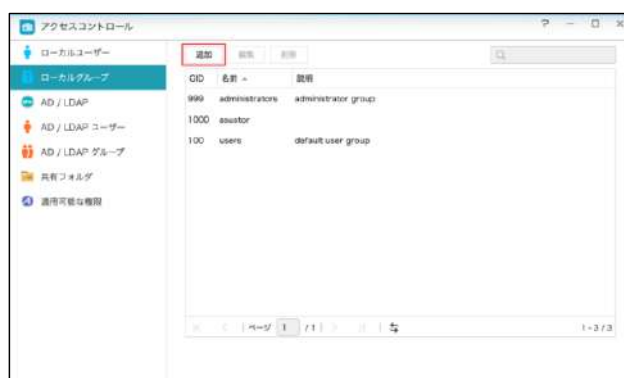 アクセスコントロール
ローカルユーザー
ローカルグループ
AD / LDAP
AD / LDAP ユーザー
AD / LDAP グループ
共有フォルダ
適用可能な権限
追加 編集 削除
GID 名前 説明
999 administrators administrator group
1000 asustor
100 users default user group
ページ 1 / 1
1-3 / 3